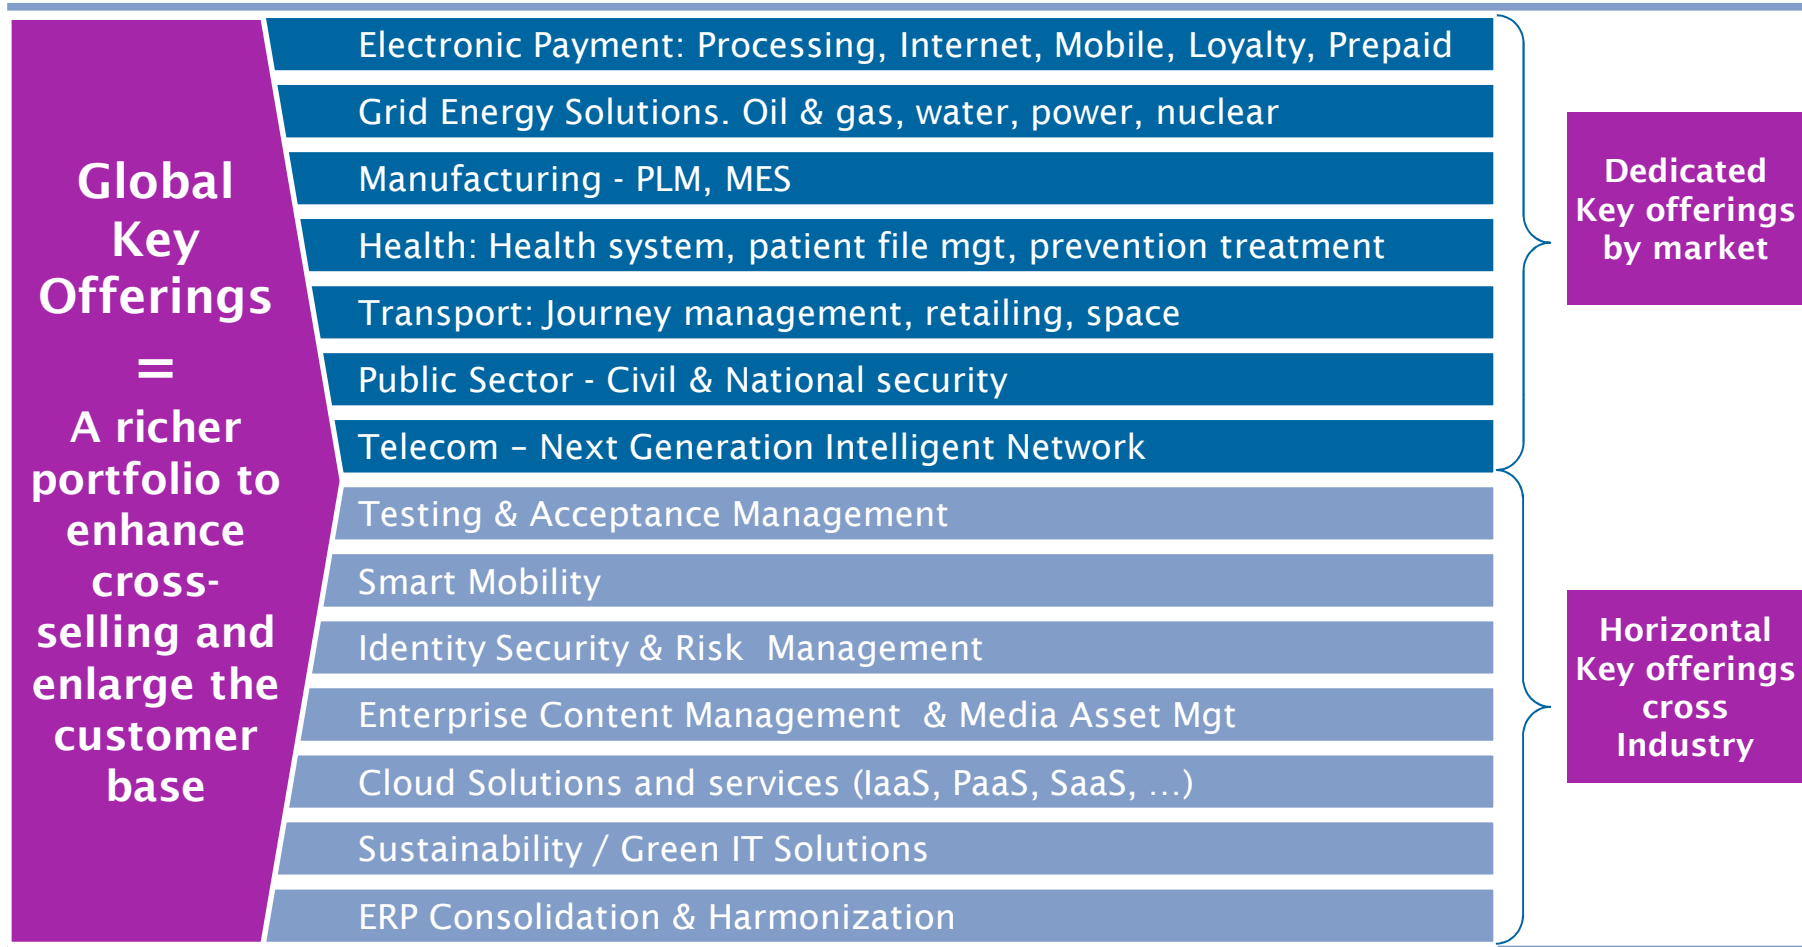 Global
Key
Offerings
=
A richer
portfolio to
enhance
cross-
selling and
enlarge the
customer
base
Electronic Payment: Processing, Internet, Mobile, Loyalty, Prepaid
Grid Energy Solutions. Oil & gas, water, power, nuclear
Manufacturing - PLM, MES
Health: Health system, patient file mgt, prevention treatment
Transport: Journey management, retailing, space
Public Sector - Civil & National security
Telecom – Next Generation Intelligent Network
Testing & Acceptance Management
Smart Mobility
Identity Security & Risk  Management
Enterprise Content Management  & Media Asset Mgt
Cloud Solutions and services (IaaS, PaaS, SaaS, …)
Sustainability / Green IT Solutions
ERP Consolidation & Harmonization
Dedicated
Key offerings
by market
Horizontal
Key offerings
cross
Industry